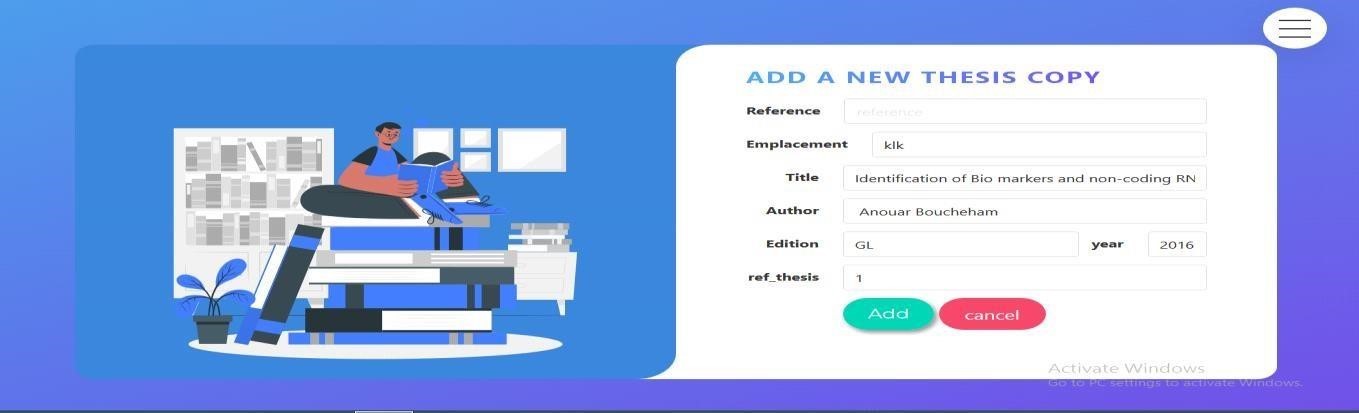 ADD A NEW THESIS COPY
Reference reference
Emplacement klk
Title Identification of Bio markers and non-coding RN
Author Anouar Boucheham
Edition GL year 2016
ref_thesis 1
Add cancel
Activate Windows
Go to PC settings to activate Windows.